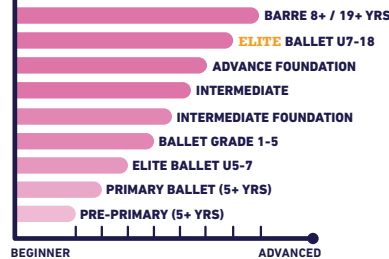 BARRE 8+ / 19+ YRS
ELITE BALLET U7-18
ADVANCE FOUNDATION
INTERMEDIATE
INTERMEDIATE FOUNDATION
BALLET GRADE 1-5
ELITE BALLET U5-7
PRIMARY BALLET (5+ YRS)
PRE-PRIMARY (5+ YRS)
BEGINNER ADVANCED